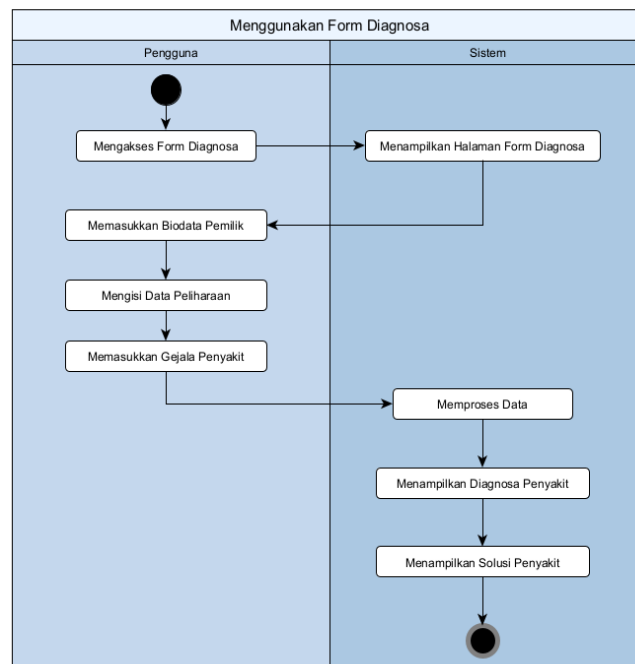 Menggunakan Form Diagnosa
Pengguna
Sistem
Mengakses Form Diagnosa
Menampilkan Halaman Form Diagnosa
Memasukkan Biodata Pemilik
Mengisi Data Peliharaan
Memasukkan Gejala Penyakit
Memproses Data
Menampilkan Diagnosa Penyakit
Menampilkan Solusi Penyakit